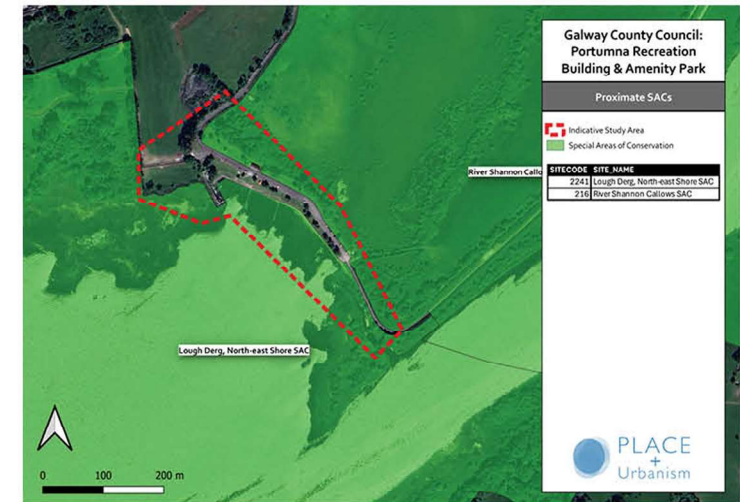 Galway County Council:
Portumna Recreation
Building & Amenity Park
Proximate SACs
Indicative Study Area
Special Areas of Conservation
SITECODE SITE_NAME
2241 Lough Derg, North-east Shore SAC
216 River Shannon Callows SAC
River Shannon Callo
Lough Derg, North-east Shore SAC
0 100 200 m
PLACE
+
Urbanism